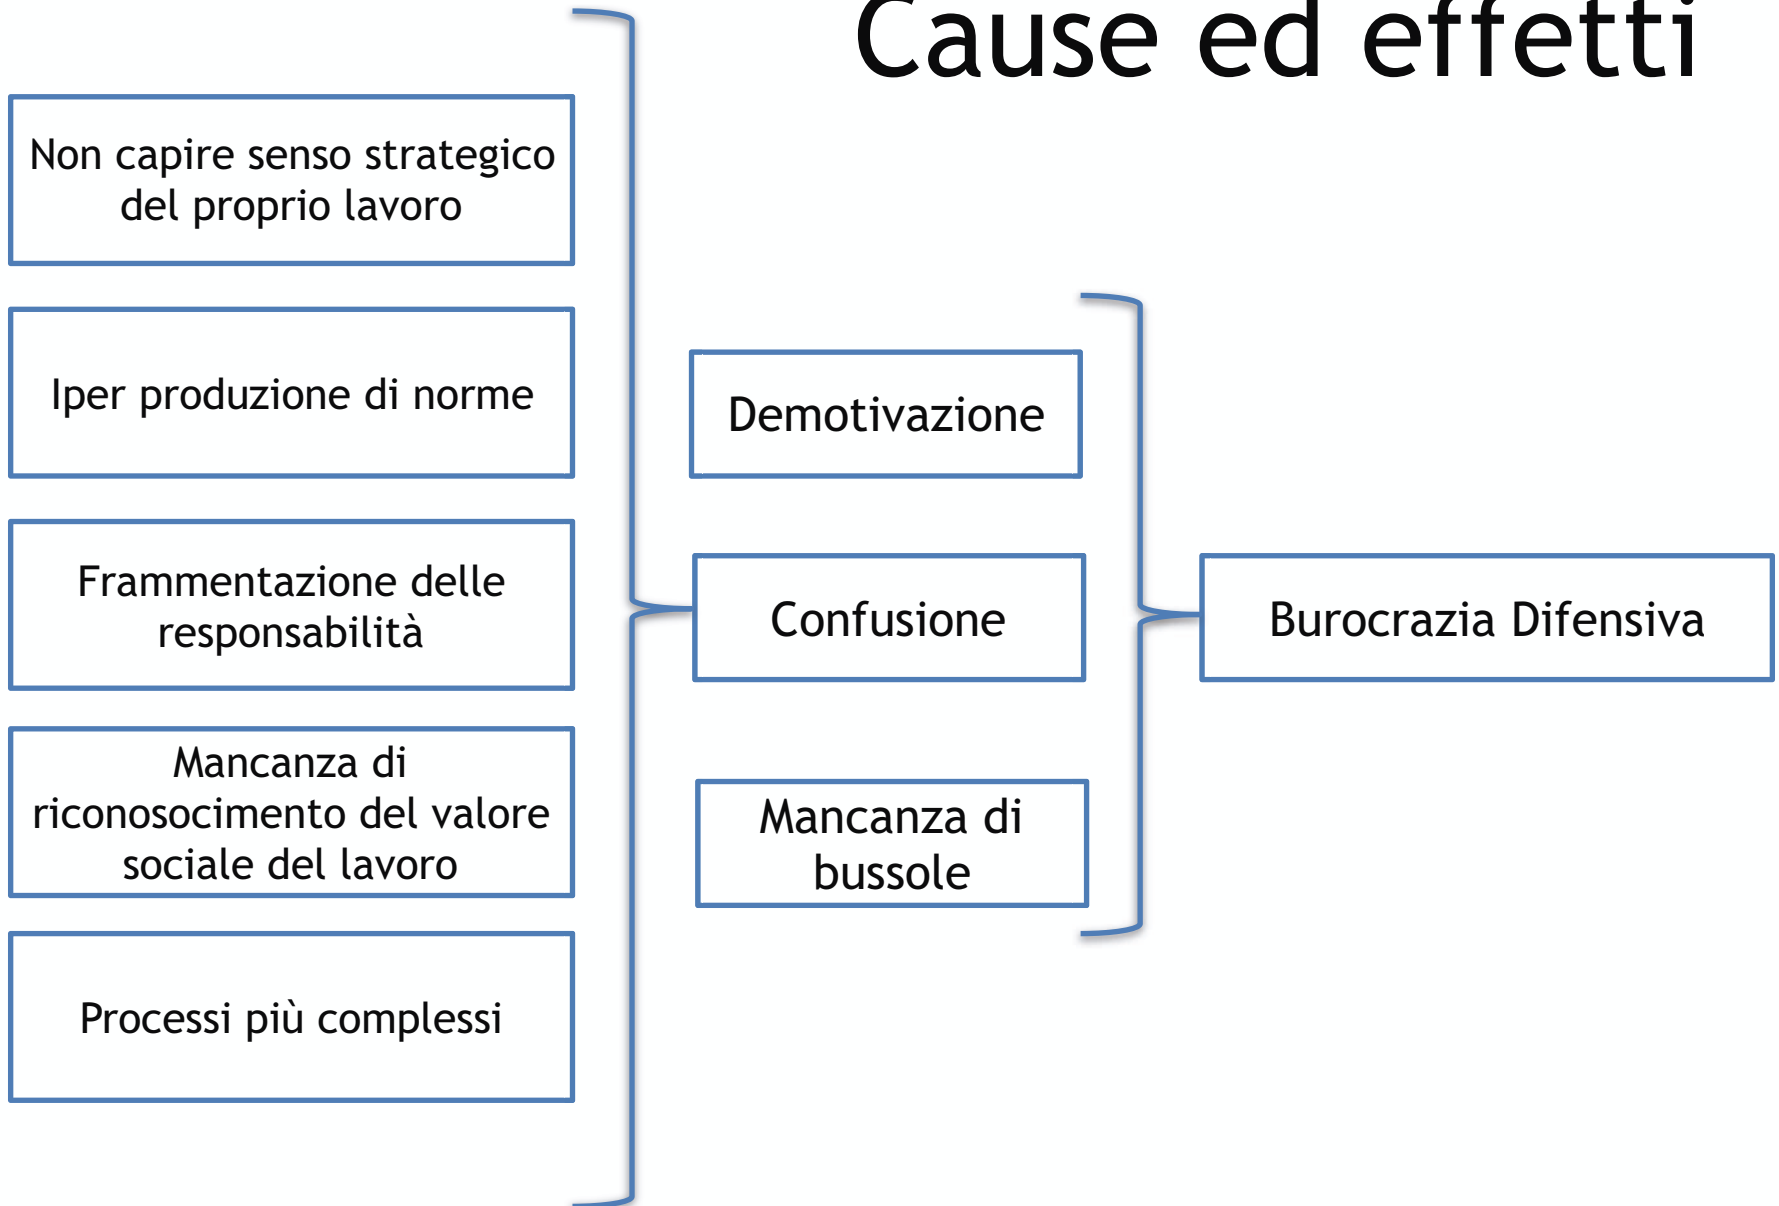 Cause ed effetti
Non capire senso strategico
del proprio lavoro
Iper produzione di norme
Frammentazione delle
responsabilità
Mancanza di
riconosocimento del valore
sociale del lavoro
Processi più complessi
Demotivazione
Confusione
Mancanza di
bussole
Burocrazia Difensiva